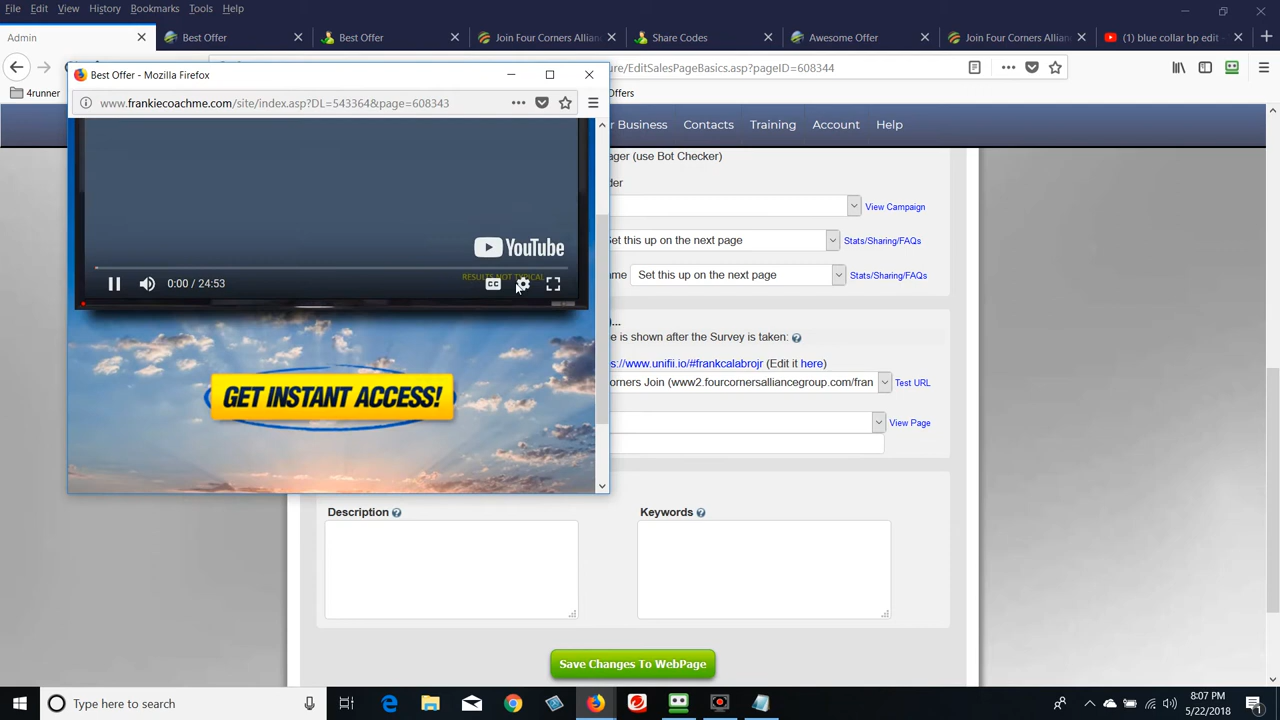 File Edit View History Bookmarks Tools Help
Admin
Best Offer
Best Offer
Join Four Corners Allian
Share Codes
Awesome Offer
Join Four Corners Allian
(1) blue collar bp edit -
Best Offer - Mozilla Firefox
ure/EditSalesPageBasics.asp?pageID=608344
4runner
Offers
www.frankiecoachme.com/site/index.asp?DL=543364&page=608343
r Business Contacts Training Account Help
ager (use Bot Checker)
der
View Campaign
Set this up on the next page
Stats/Sharing/FAQs
name Set this up on the next page
Stats/Sharing/FAQs
YouTube
RESULTS NOT TYPICAL
0:00 / 24:53
CC
)...
e is shown after the Survey is taken:
s://www.unifii.io/#frankcalabrojr (Edit it here)
orners Join (www2.fourcornersalliancegroup.com/fran
Test URL
View Page
GET INSTANT ACCESS!
Description
Keywords
Save Changes To WebPage
Type here to search
8:07 PM
5/22/2018
1